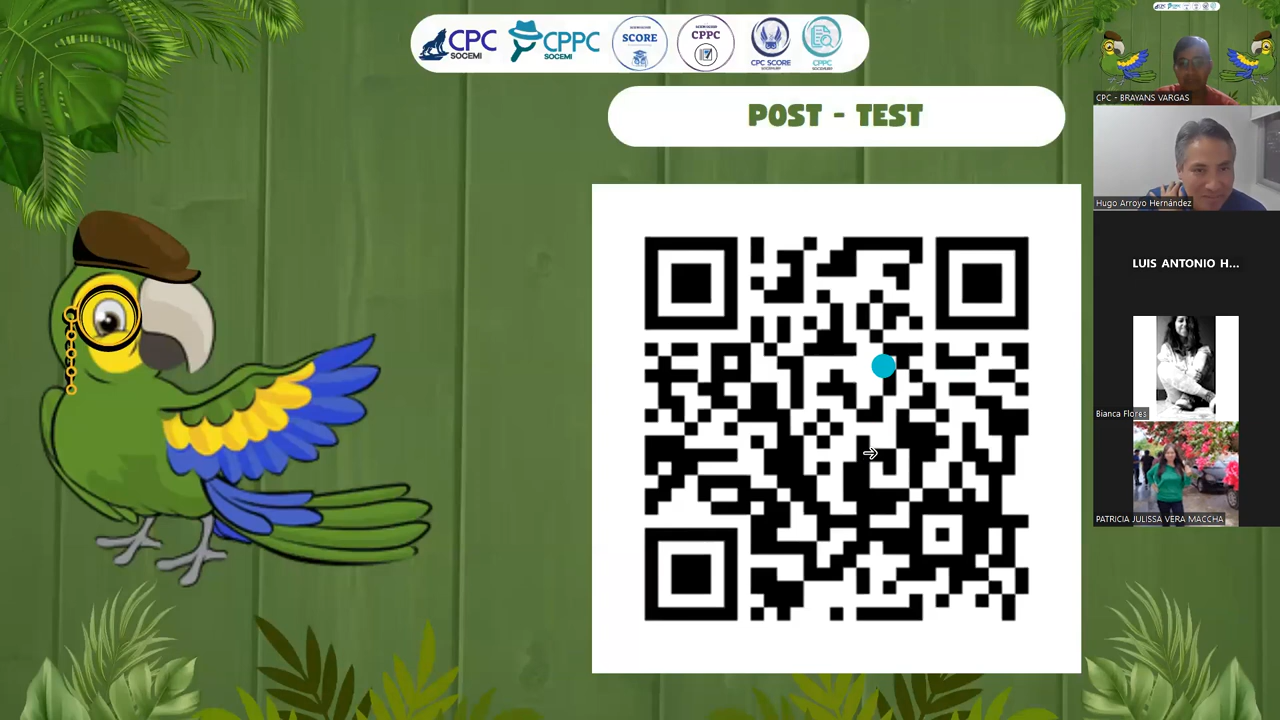 CPC
SOCEMI
CPPC
SOCEMI
SCORE
CPPC
CPC SCORE
CPPC
POST - TEST
CPC - BRAYANS VARGAS
Hugo Arroyo Hernández
LUIS ANTONIO H...
Bianca Flores
PATRICIA JULISSA VERA MACCHA